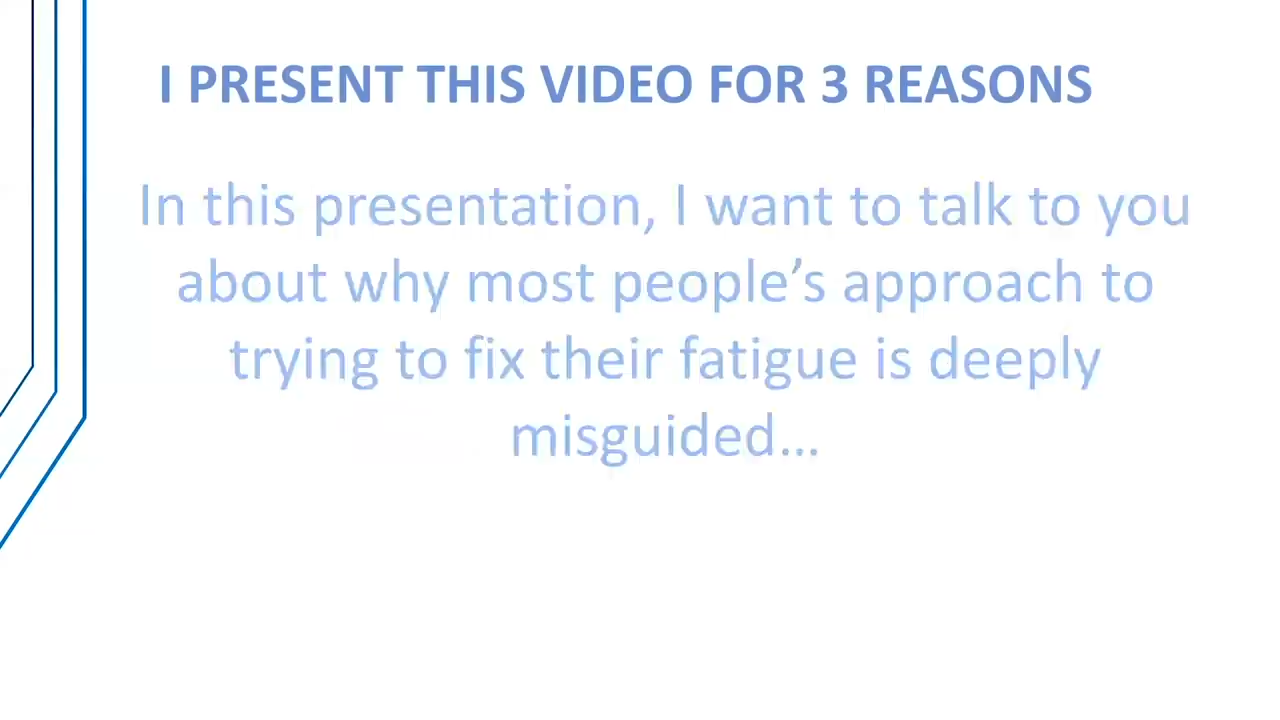 I PRESENT THIS VIDEO FOR 3 REASONS
In this presentation, I want to talk to you
about why most people’s approach to
trying to fix their fatigue is deeply
misguided…